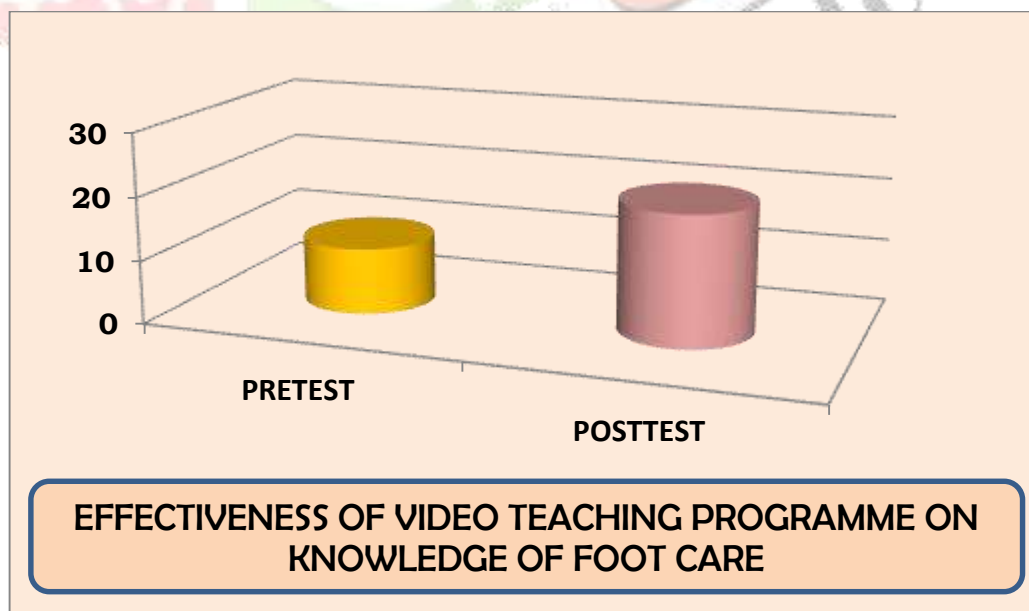 30
20
10
0
PRETEST
POSTTEST
EFFECTIVENESS OF VIDEO TEACHING PROGRAMME ON
KNOWLEDGE OF FOOT CARE